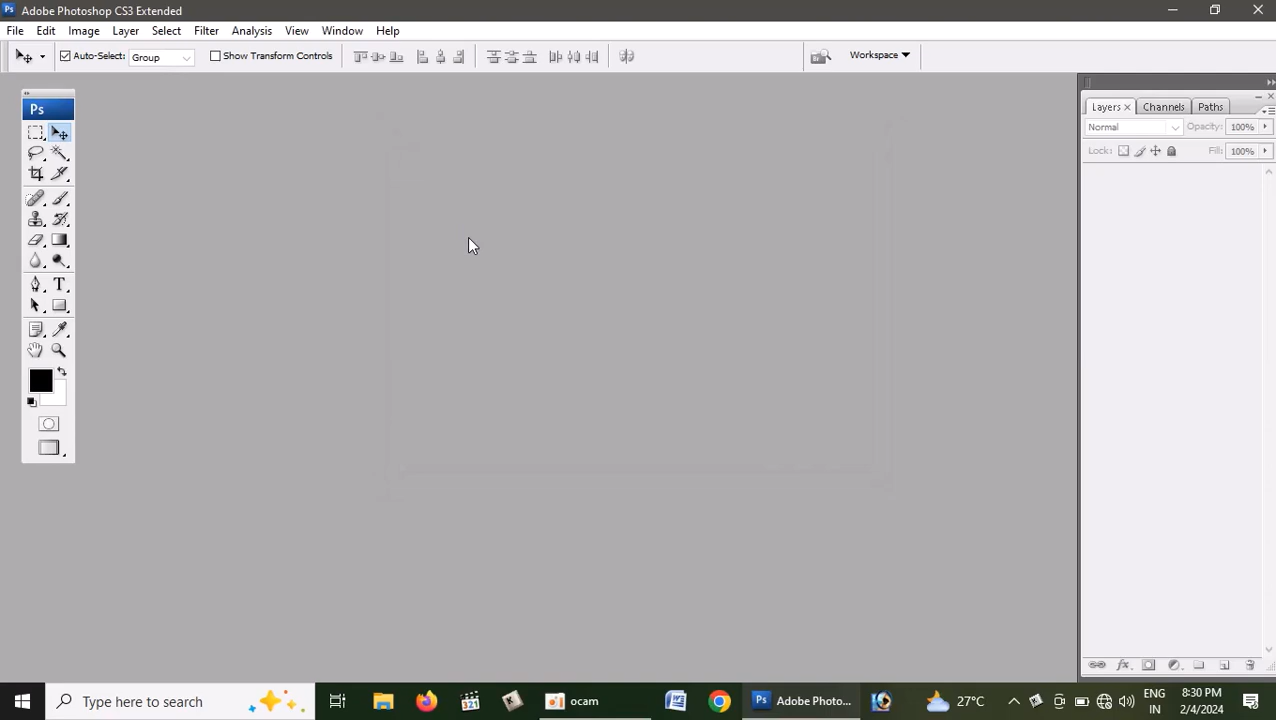 Adobe Photoshop CS3 Extended
File Edit Image Layer Select Filter Analysis View Window Help
Auto-Select: Group Show Transform Controls Workspace
Ps
Layers Channels Paths
Normal Opacity: 100%
Lock: Fill: 100%
T
Type here to search
321
ocam
Adobe Photo...
27°C
ENG
IN
8:30 PM
2/4/2024